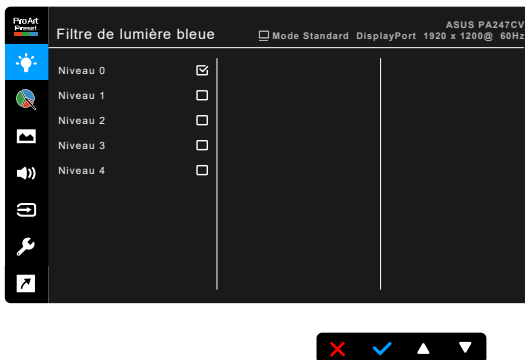 ProArt
Preset
Filtre de lumière bleue
ASUS PA247CV
Mode Standard DisplayPort 1920 x 1200@ 60Hz
Niveau 0
Niveau 1
Niveau 2
Niveau 3
Niveau 4